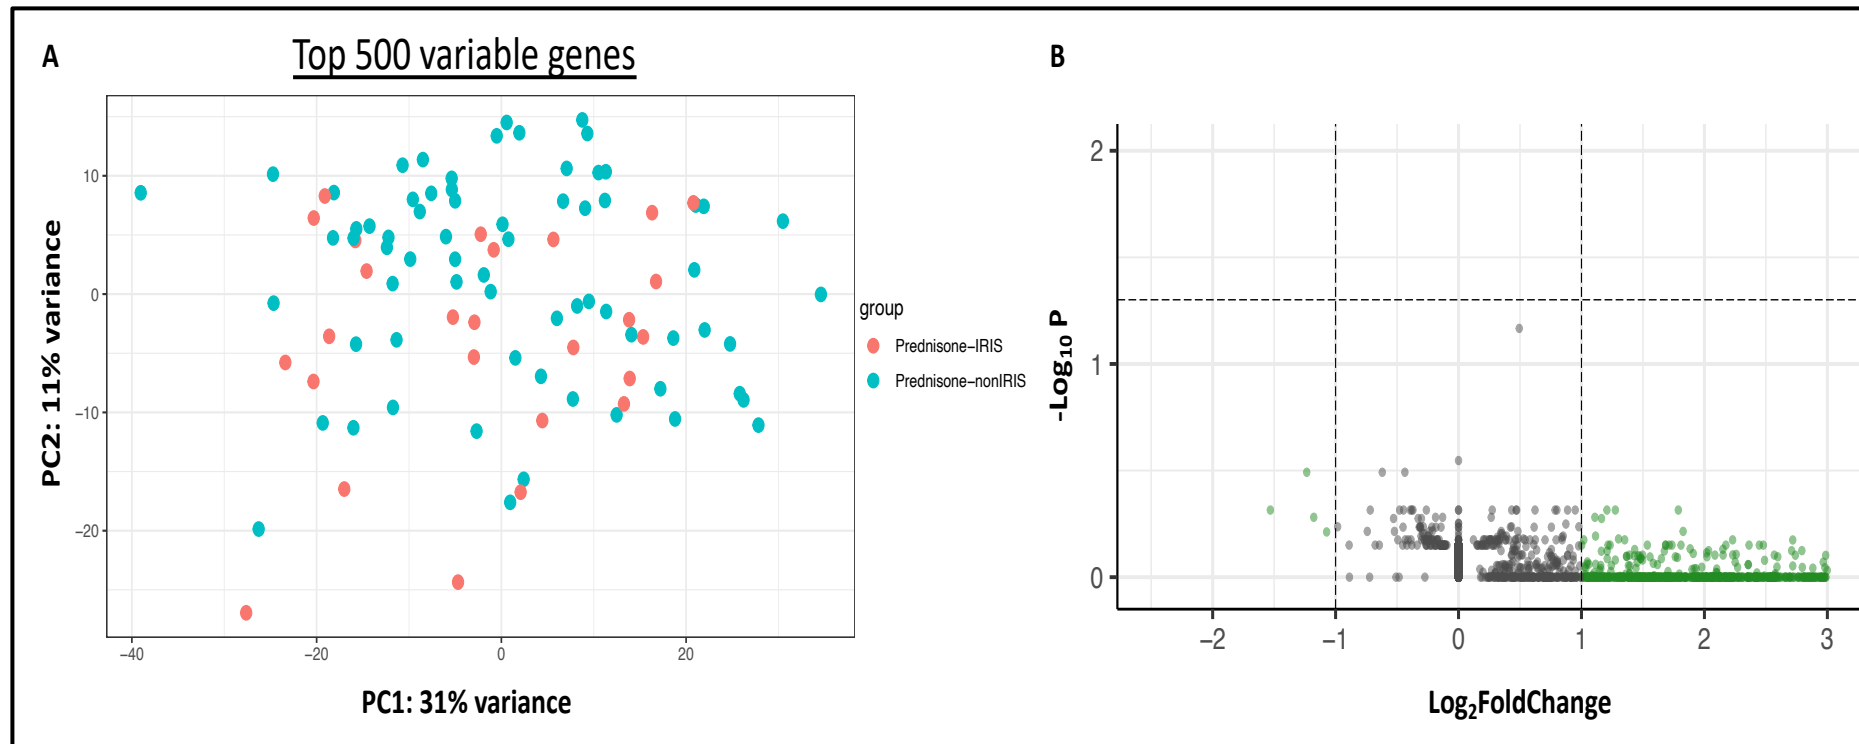 A
Top 500 variable genes
PC2: 11% variance
10
0
−10
−20
−40
−20
0
20
PC1: 31% variance
group
Prednisone−IRIS
Prednisone−nonIRIS
B
-Log₁₀ P
2
1
0
−2
−1
0
1
2
3
Log₂FoldChange